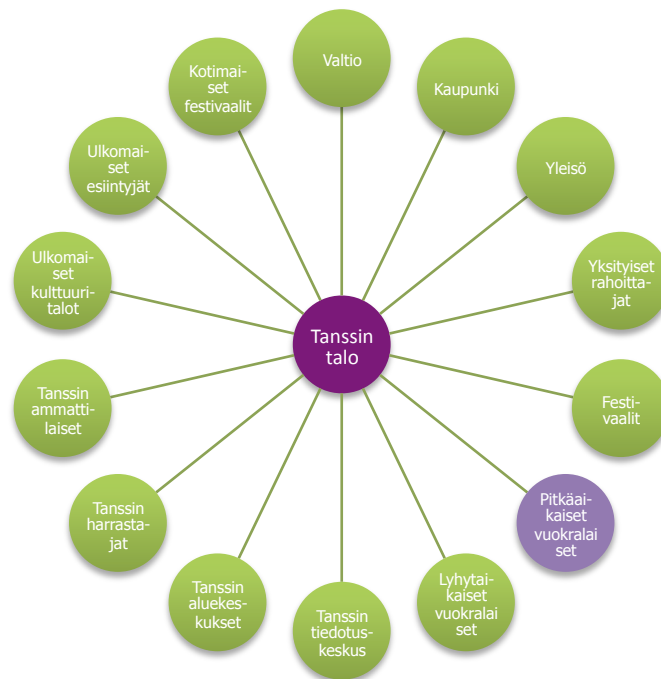 Valtio
Kaupunki
Yleisö
Yksityiset
rahoitta-
jat
Festi-
vaalit
Pitkäai-
kaiset
vuokralai
set
Lyhytai-
kaiset
vuokralai
set
Tanssin
tiedotus-
keskus
Tanssin
aluekes-
kukset
Tanssin
harrasta-
jat
Tanssin
ammatti-
laiset
Ulkomai-
set
kulttuuri-
talot
Ulkomai-
set
esiintyjät
Kotimai-
set
festivaalit
Tanssin
talo